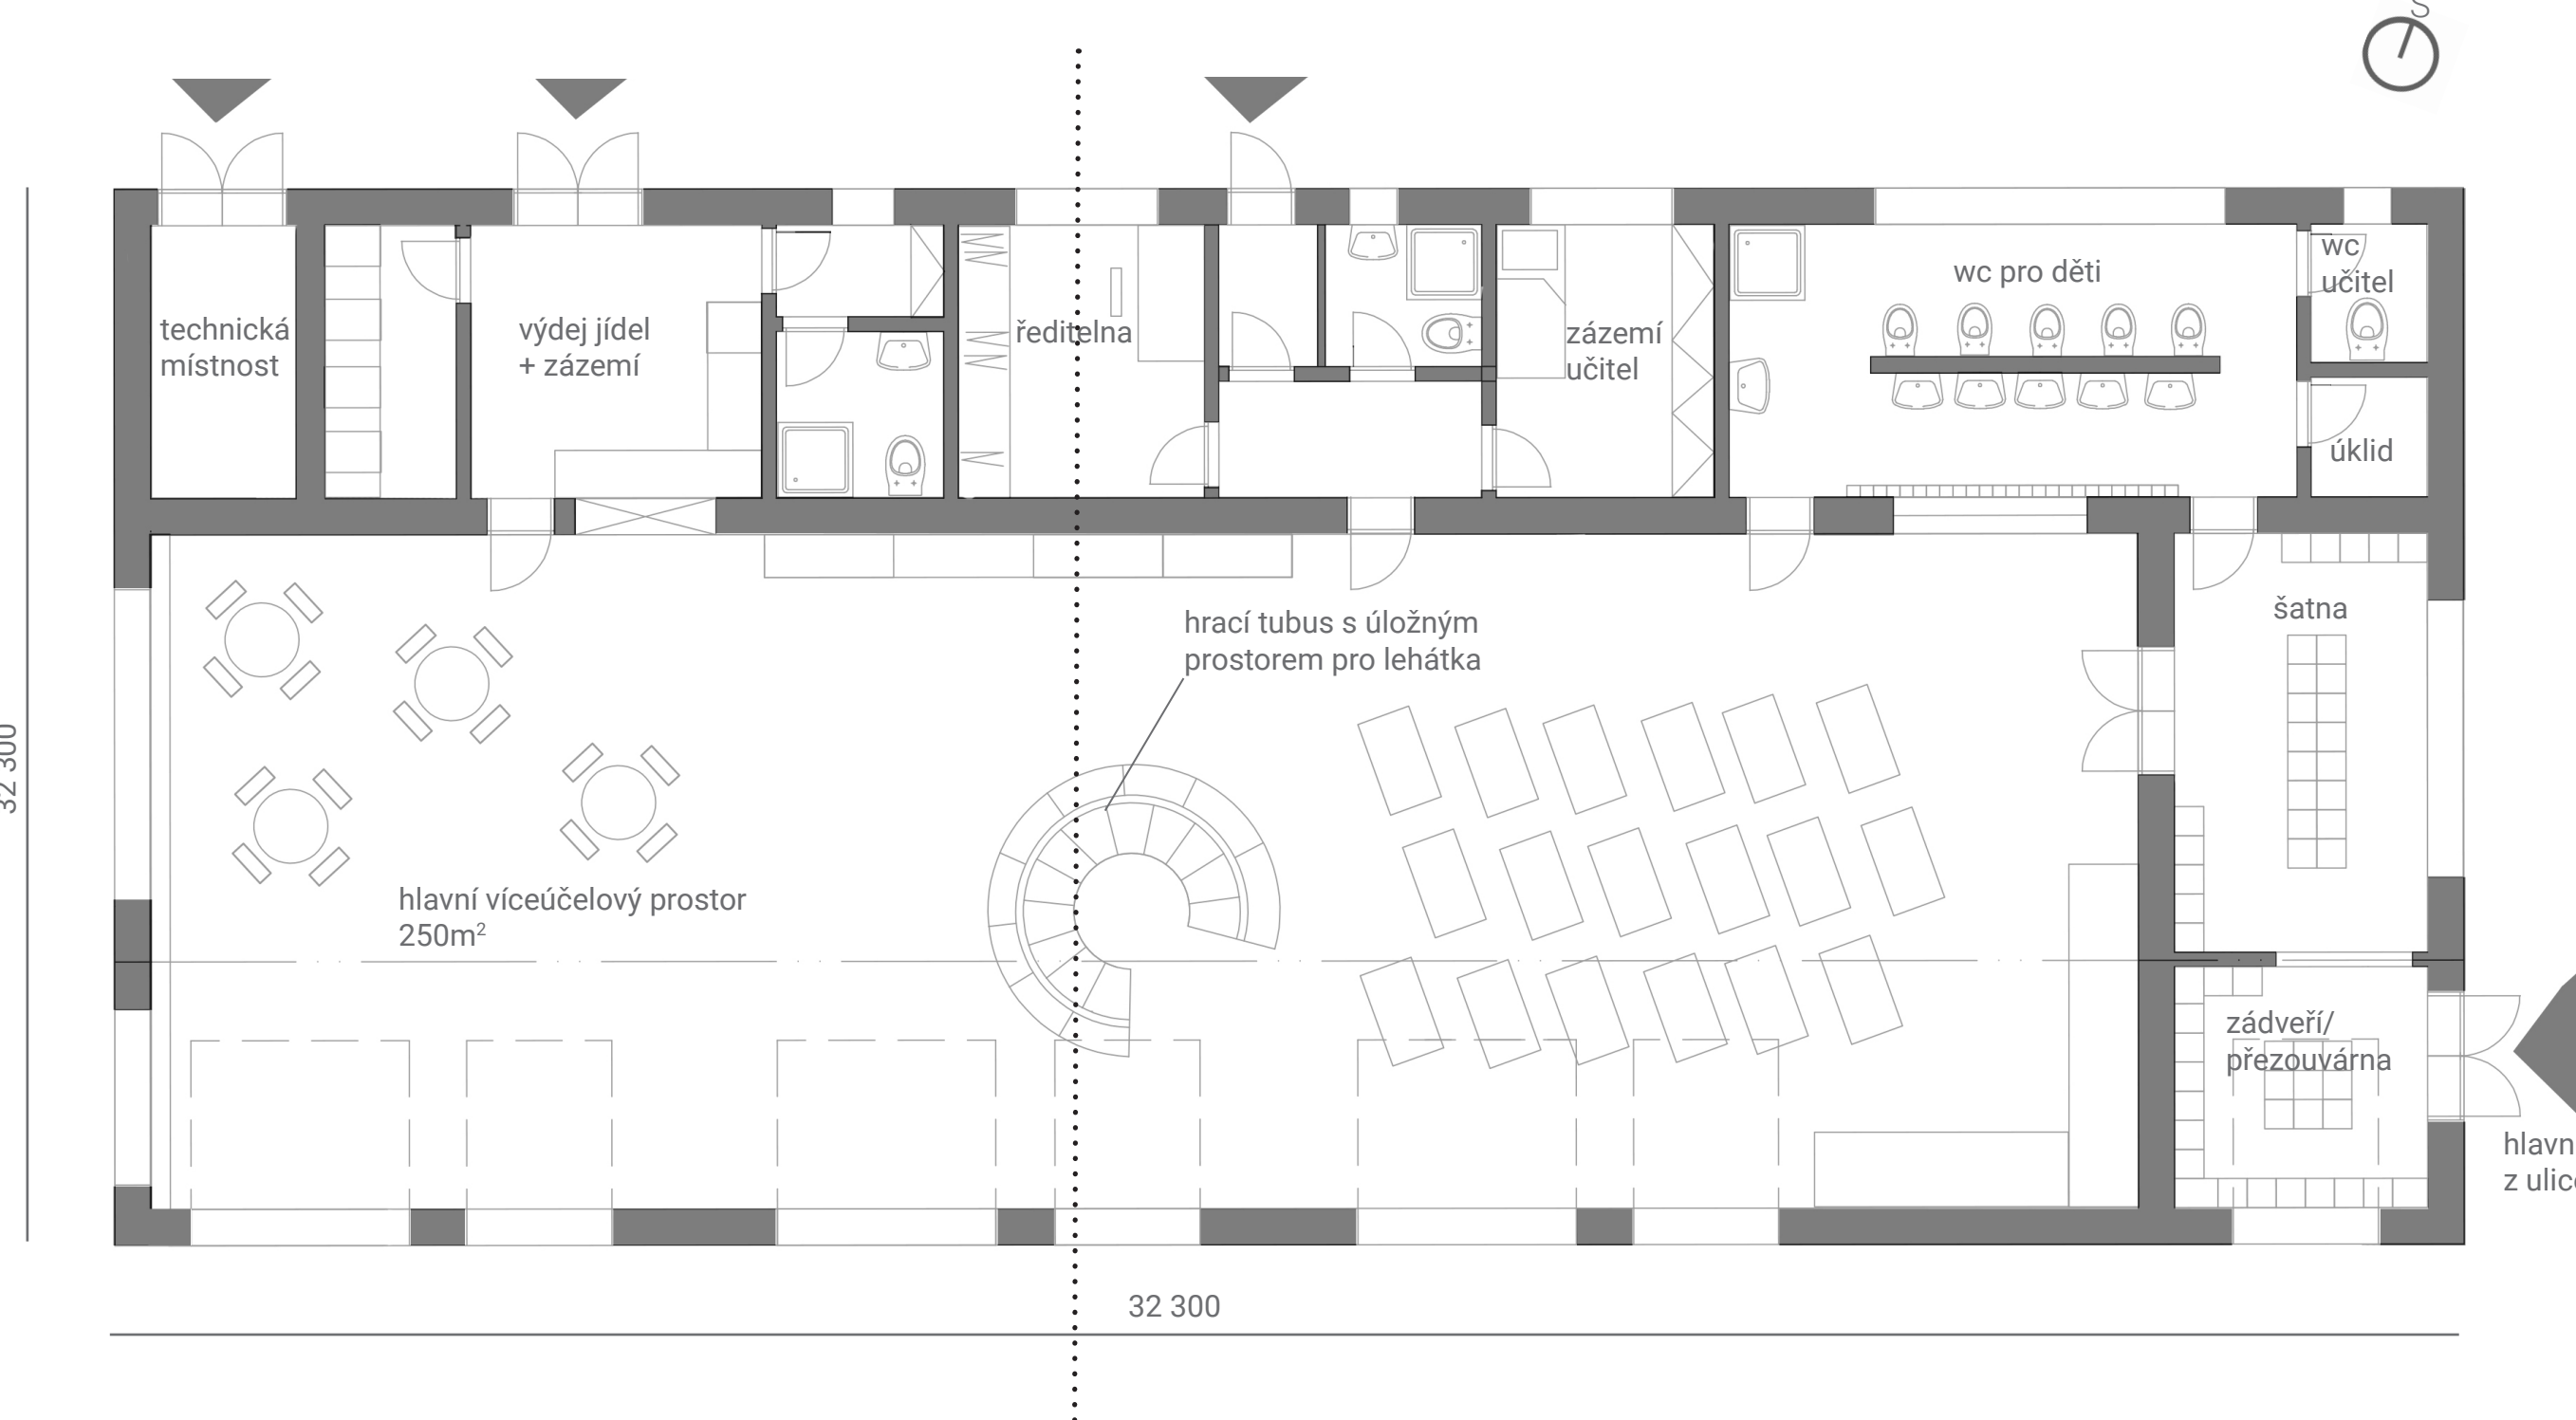 S
technická
místnost
výdej jídel
+ zázemí
ředitelna
zázemí
učitel
wc pro děti
wc
učitel
úklid
šatna
hrací tubus s úložným
prostorem pro lehátka
32 300
hlavní víceúčelový prostor
250m²
zádveří/
přezouvárna
z
32 300